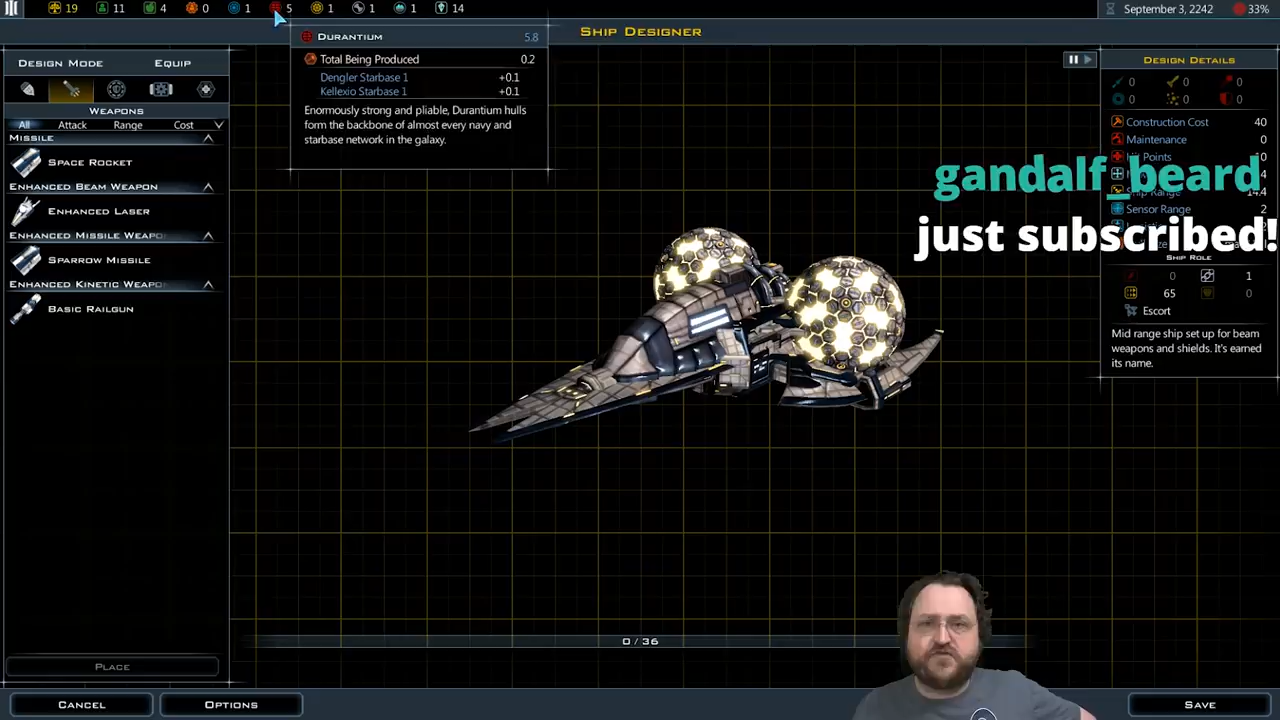 19 11 4 0 1 5 1 1 1 14
September 3, 2242 33%
Ship Designer
Durantium 5.8
Total Being Produced 0.2
Dengler Starbase 1 +0.1
Kellexio Starbase 1 +0.1
Enormously strong and pliable, Durantium hulls
form the backbone of almost every navy and
starbase network in the galaxy.
Design Mode Equip
Weapons
All Attack Range Cost
Missile
Space Rocket
Enhanced Beam Weapon
Enhanced Laser
Enhanced Missile Weapo
Sparrow Missile
Enhanced Kinetic Weapo
Basic Railgun
Place
Cancel
Options
Design Details
0 0 0
0 0 0
Construction Cost 40
Maintenance 0
Hit Points
gandalf_beard
just subscribed!
Sensor Range 2
Ship Role
0 1
65 0
Escort
Mid range ship set up for beam
weapons and shields. It's earned
its name.
0 / 36
Save